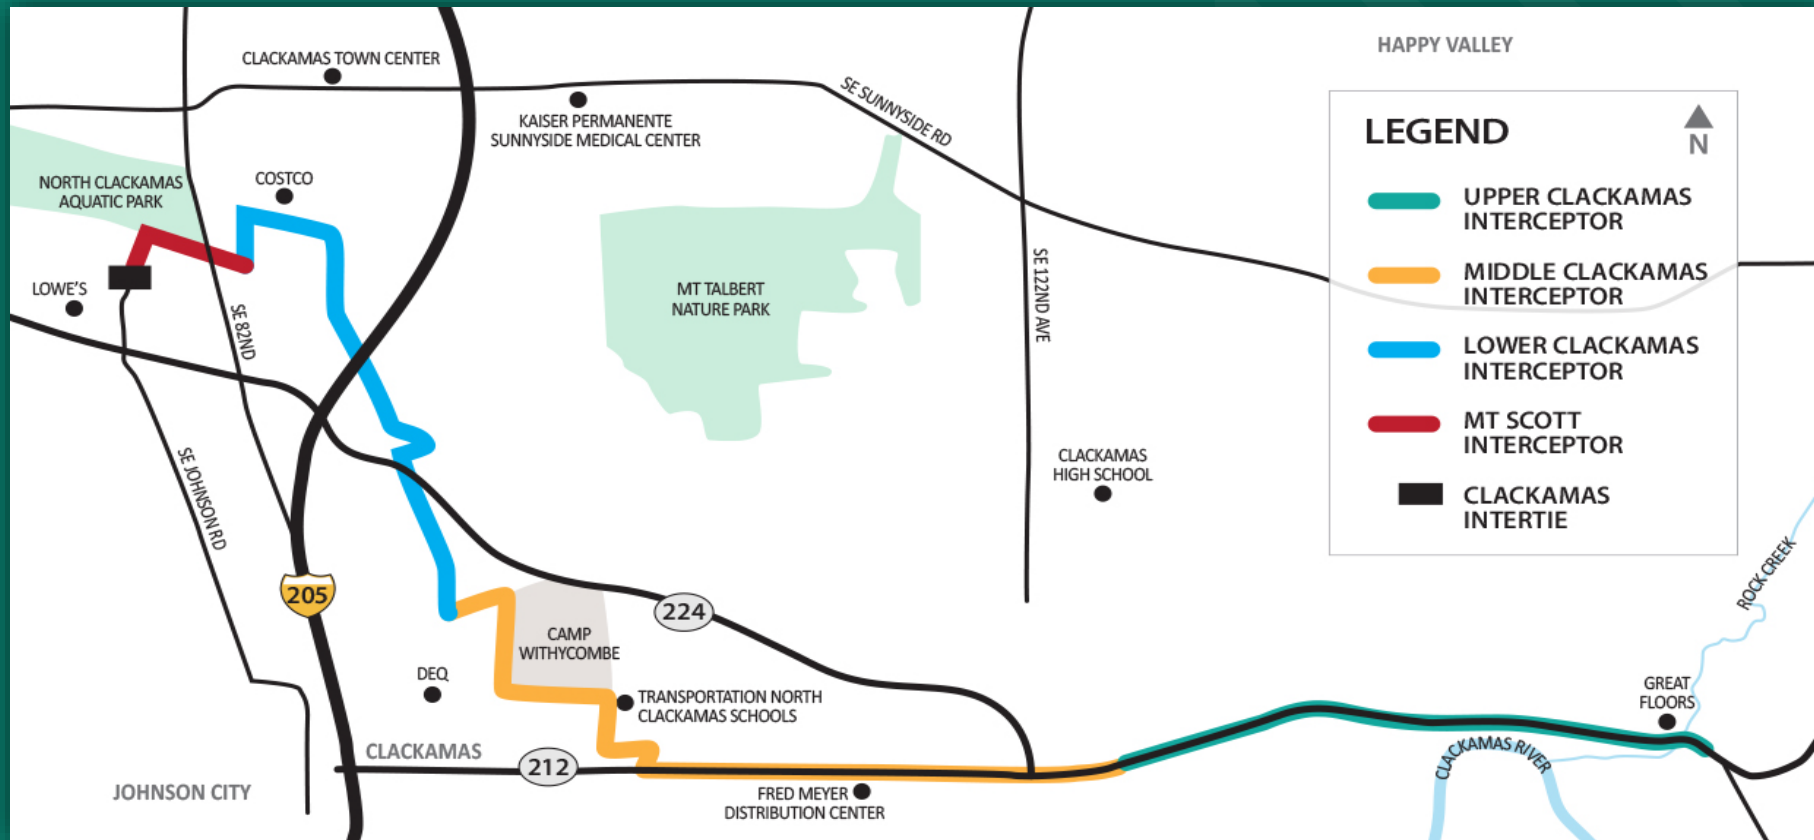 HAPPY VALLEY
CLACKAMAS TOWN CENTER
KAISER PERMANENTE
SUNNYSIDE MEDICAL CENTER
SE SUNNYSIDE RD
LEGEND
N
UPPER CLACKAMAS
INTERCEPTOR
MIDDLE CLACKAMAS
INTERCEPTOR
LOWER CLACKAMAS
INTERCEPTOR
MT SCOTT
INTERCEPTOR
CLACKAMAS
INTERTIE
NORTH CLACKAMAS
AQUATIC PARK
COSTCO
LOWE'S
SE 82ND
MT TALBERT
NATURE PARK
SE 122ND AVE
SE JOHNSON RD
CLACKAMAS
HIGH SCHOOL
ROCK CREEK
205
224
CAMP
WITHYCOMBE
DEQ
TRANSPORTATION NORTH
CLACKAMAS SCHOOLS
GREAT
FLOORS
CLACKAMAS
212
CLACKAMAS RIVER
JOHNSON CITY
FRED MEYER
DISTRIBUTION CENTER